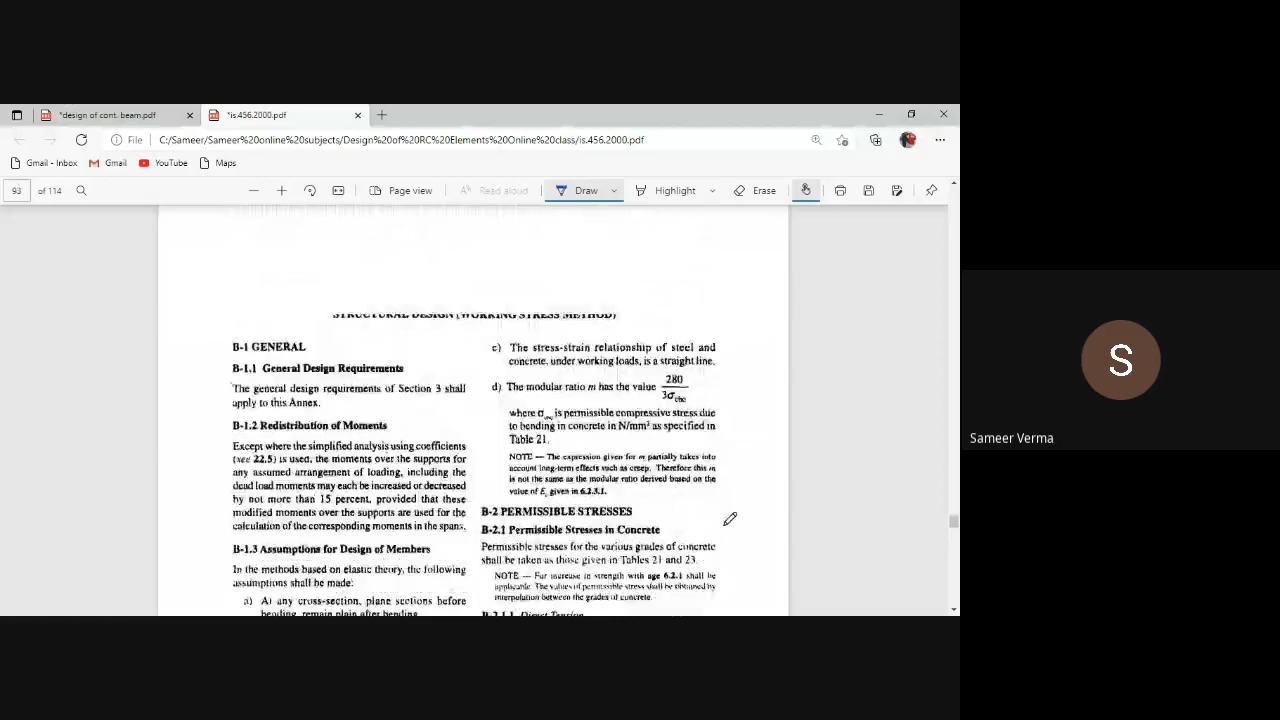 *design of cont. beam.pdf
*is.456.2000.pdf
File
C:/Sameer/Sameer%20online%20subjects/Design%20of%20RC%20Elements%20Online%20class/is.456.2000.pdf
Gmail - Inbox
Gmail
YouTube
Maps
93 of 114
Page view
Read aloud
Draw
Highlight
Erase
STRUCTURAL DESIGN (WORKING STRESS METHOD)
B-1 GENERAL
B-1.1 General Design Requirements
The general design requirements of Section 3 shall
apply to this Annex.
B-1.2 Redistribution of Moments
Except where the simplified analysis using coefficients
(see 22.5) is used, the moments over the supports for
any assumed arrangement of loading, including the
dead load moments may each be increased or decreased
by not more than 15 percent, provided that these
modified moments over the supports are used for the
calculation of the corresponding moments in the spans.
B-1.3 Assumptions for Design of Members
In the methods based on elastic theory, the following
assumptions shall be made:
a) At any cross-section, plane sections before
bending, remain plain after bending.
c) The stress-strain relationship of steel and
concrete, under working loads, is a straight line.
d) The modular ratio m has the value 280
3σcbc
where σcbc is permissible compressive stress due
to bending in concrete in N/mm² as specified in
Table 21.
NOTE — The expression given for m partially takes into
account long-term effects such as creep. Therefore this m
is not the same as the modular ratio derived based on the
value of Ec given in 6.2.3.1.
B-2 PERMISSIBLE STRESSES
B-2.1 Permissible Stresses in Concrete
Permissible stresses for the various grades of concrete
shall be taken as those given in Tables 21 and 23.
NOTE — For increase in strength with age 6.2.1 shall be
applicable. The values of permissible stress shall be obtained by
interpolation between the grades of concrete.
B-2.1.1 Direct Tension
S
Sameer Verma